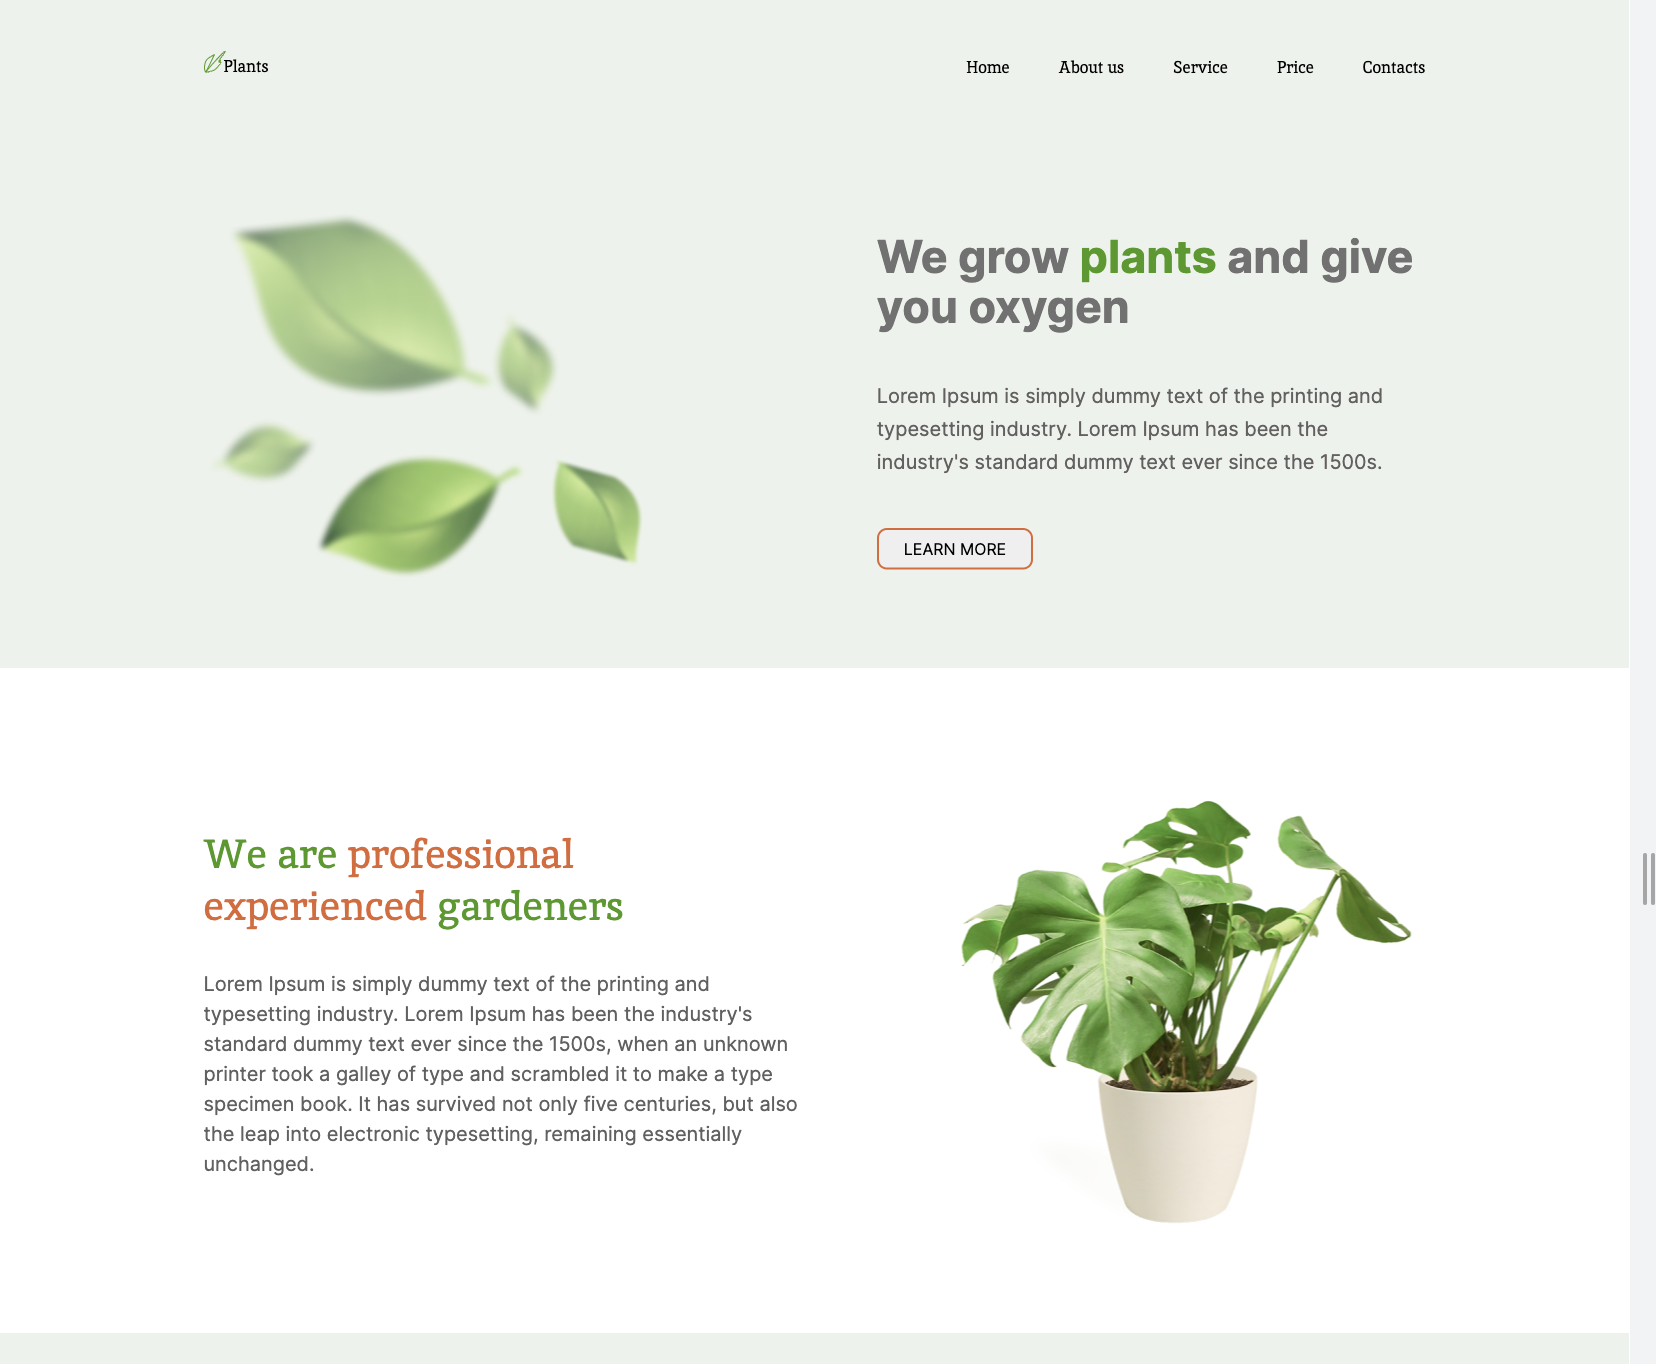 Plants
Home About us Service Price Contacts
We grow plants and give
you oxygen
Lorem Ipsum is simply dummy text of the printing and
typesetting industry. Lorem Ipsum has been the
industry's standard dummy text ever since the 1500s.
LEARN MORE
We are professional
experienced gardeners
Lorem Ipsum is simply dummy text of the printing and
typesetting industry. Lorem Ipsum has been the industry's
standard dummy text ever since the 1500s, when an unknown
printer took a galley of type and scrambled it to make a type
specimen book. It has survived not only five centuries, but also
the leap into electronic typesetting, remaining essentially
unchanged.